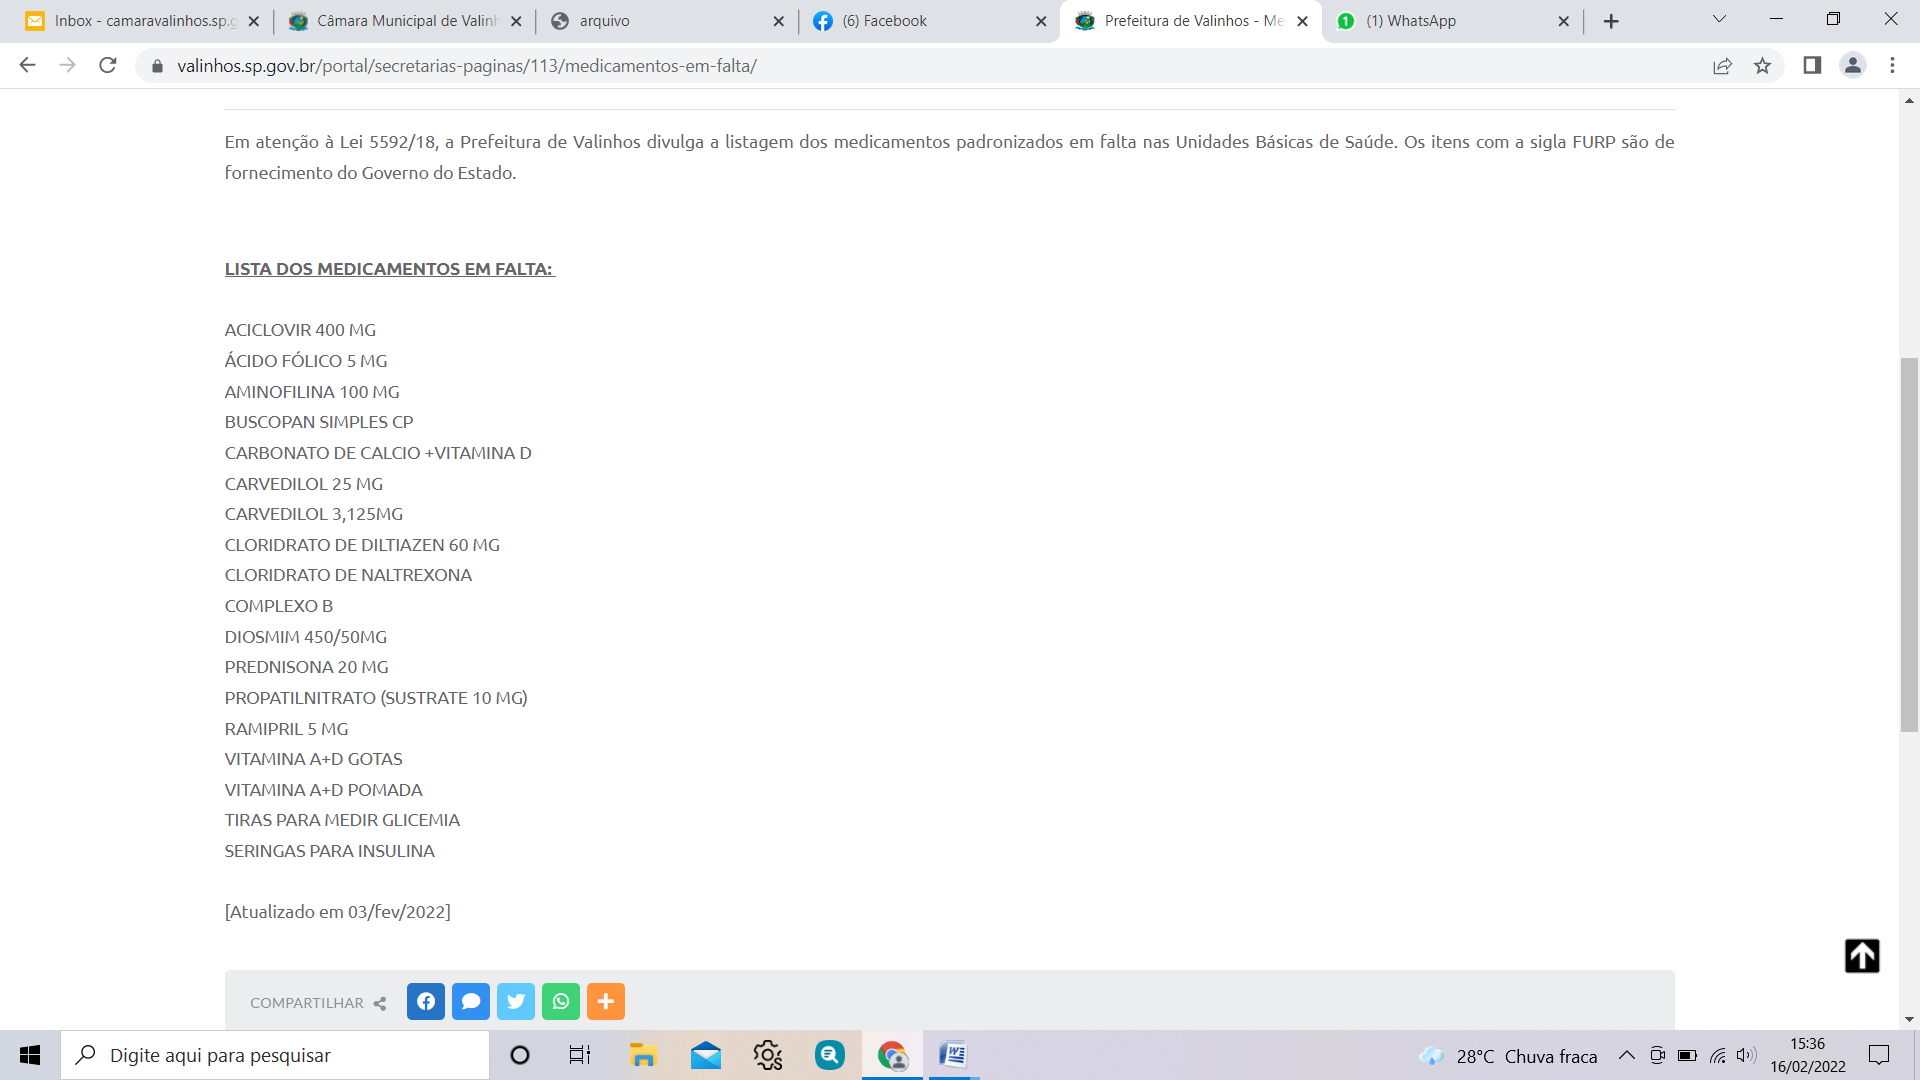 Inbox - camaravalinhos.sp.g
Câmara Municipal de Valinh
arquivo
(6) Facebook
Prefeitura de Valinhos - Me
1
(1) WhatsApp
valinhos.sp.gov.br/portal/secretarias-paginas/113/medicamentos-em-falta/
Em atenção à Lei 5592/18, a Prefeitura de Valinhos divulga a listagem dos medicamentos padronizados em falta nas Unidades Básicas de Saúde. Os itens com a sigla FURP são de
fornecimento do Governo do Estado.
LISTA DOS MEDICAMENTOS EM FALTA:
ACICLOVIR 400 MG
ÁCIDO FÓLICO 5 MG
AMINOFILINA 100 MG
BUSCOPAN SIMPLES CP
CARBONATO DE CALCIO +VITAMINA D
CARVEDILOL 25 MG
CARVEDILOL 3,125MG
CLORIDRATO DE DILTIAZEN 60 MG
CLORIDRATO DE NALTREXONA
COMPLEXO B
DIOSMIM 450/50MG
PREDNISONA 20 MG
PROPATILNITRATO (SUSTRATE 10 MG)
RAMIPRIL 5 MG
VITAMINA A+D GOTAS
VITAMINA A+D POMADA
TIRAS PARA MEDIR GLICEMIA
SERINGAS PARA INSULINA
[Atualizado em 03/fev/2022]
COMPARTILHAR
Digite aqui para pesquisar
28°C Chuva fraca
15:36
16/02/2022